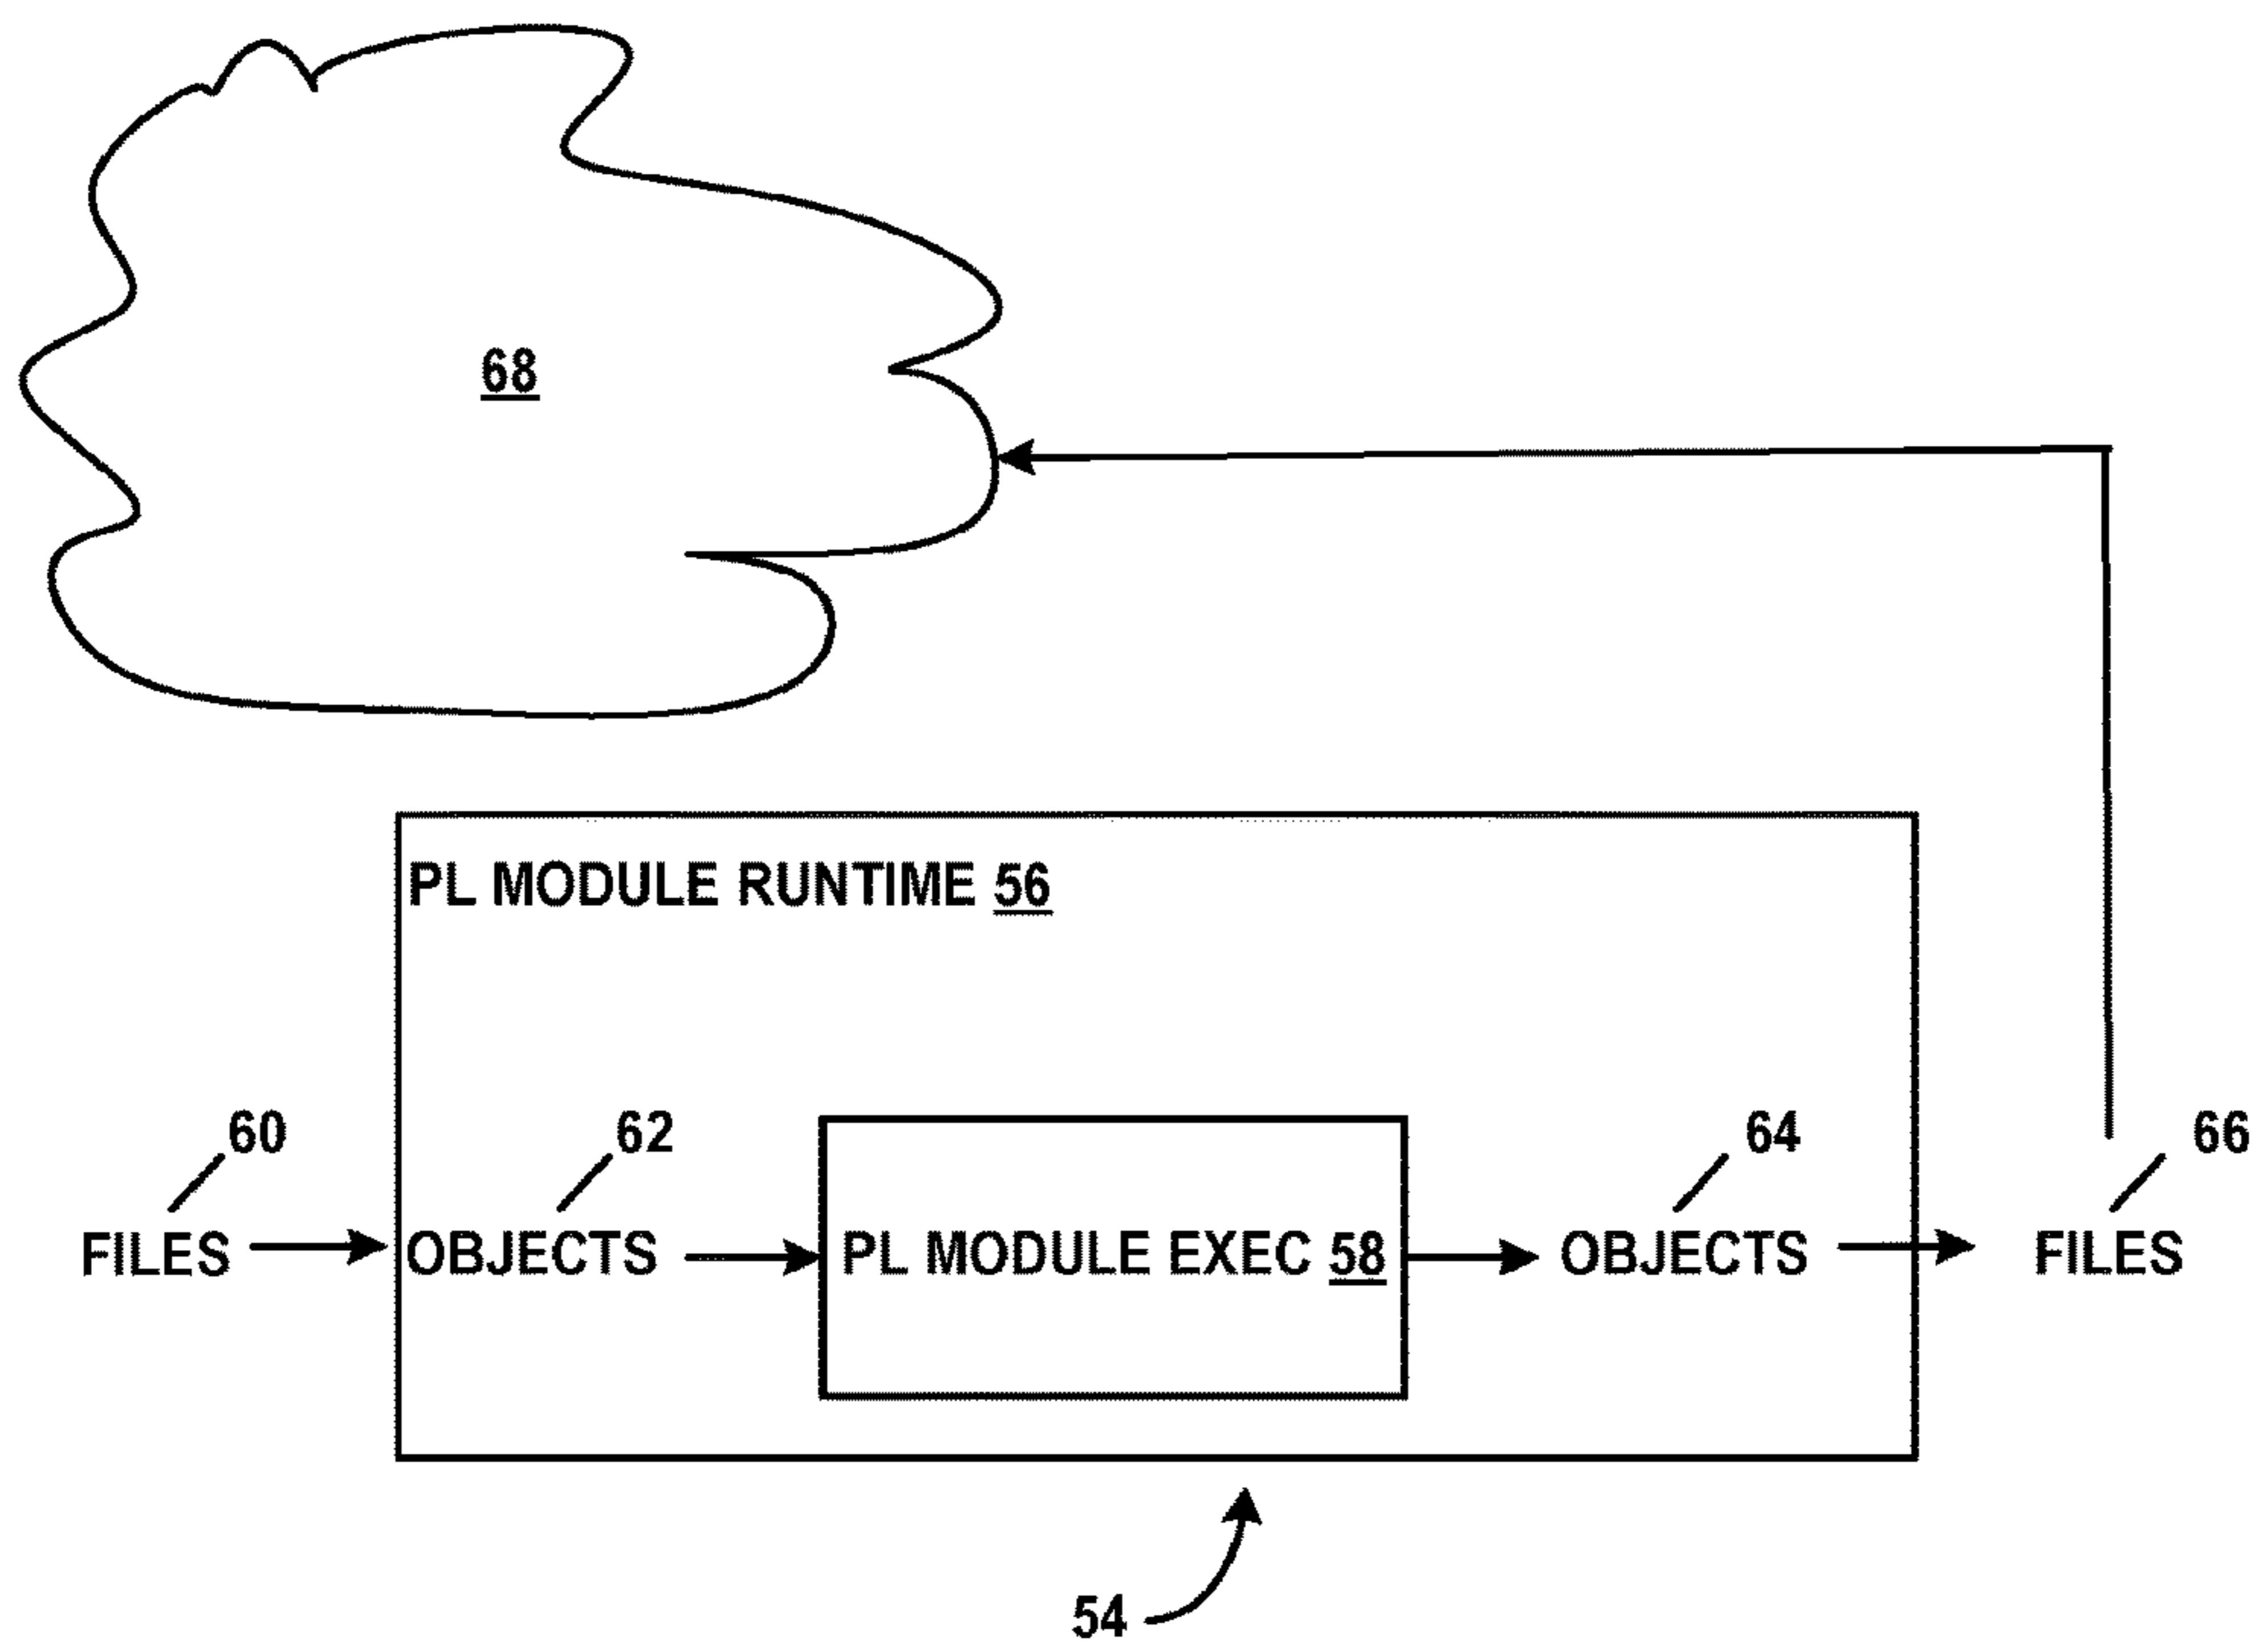 68
PL MODULE RUNTIME 56
60 62 64 66
FILES OBJECTS PL MODULE EXEC 58 OBJECTS FILES
54